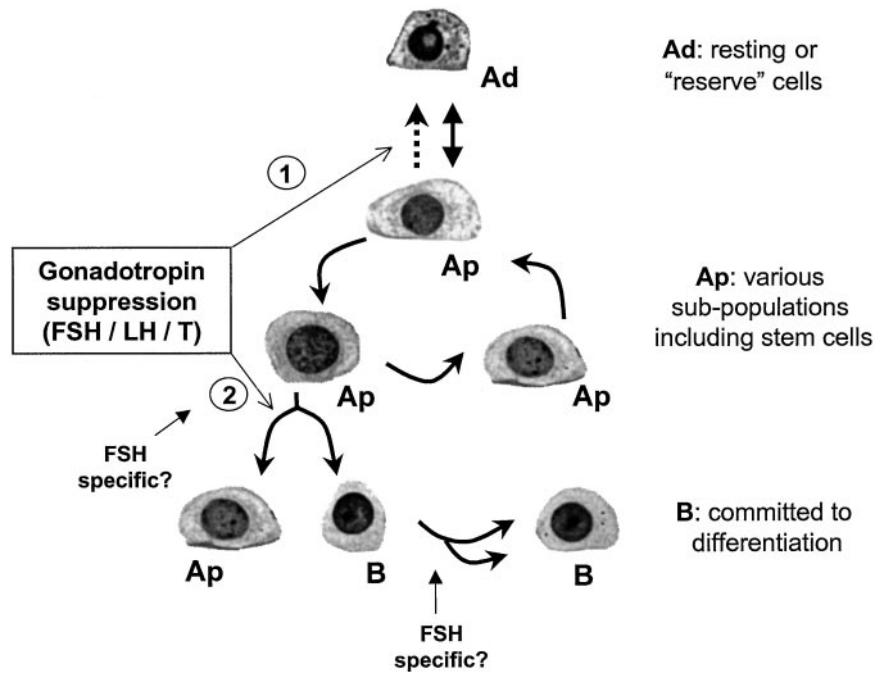 Ad
Ad: resting or
“reserve” cells
1
Ap
Gonadotropin
suppression
(FSH / LH / T)
Ap: various
sub-populations
including stem cells
2
Ap
Ap
FSH
specific?
Ap
B
B
B: committed to
differentiation
FSH
specific?